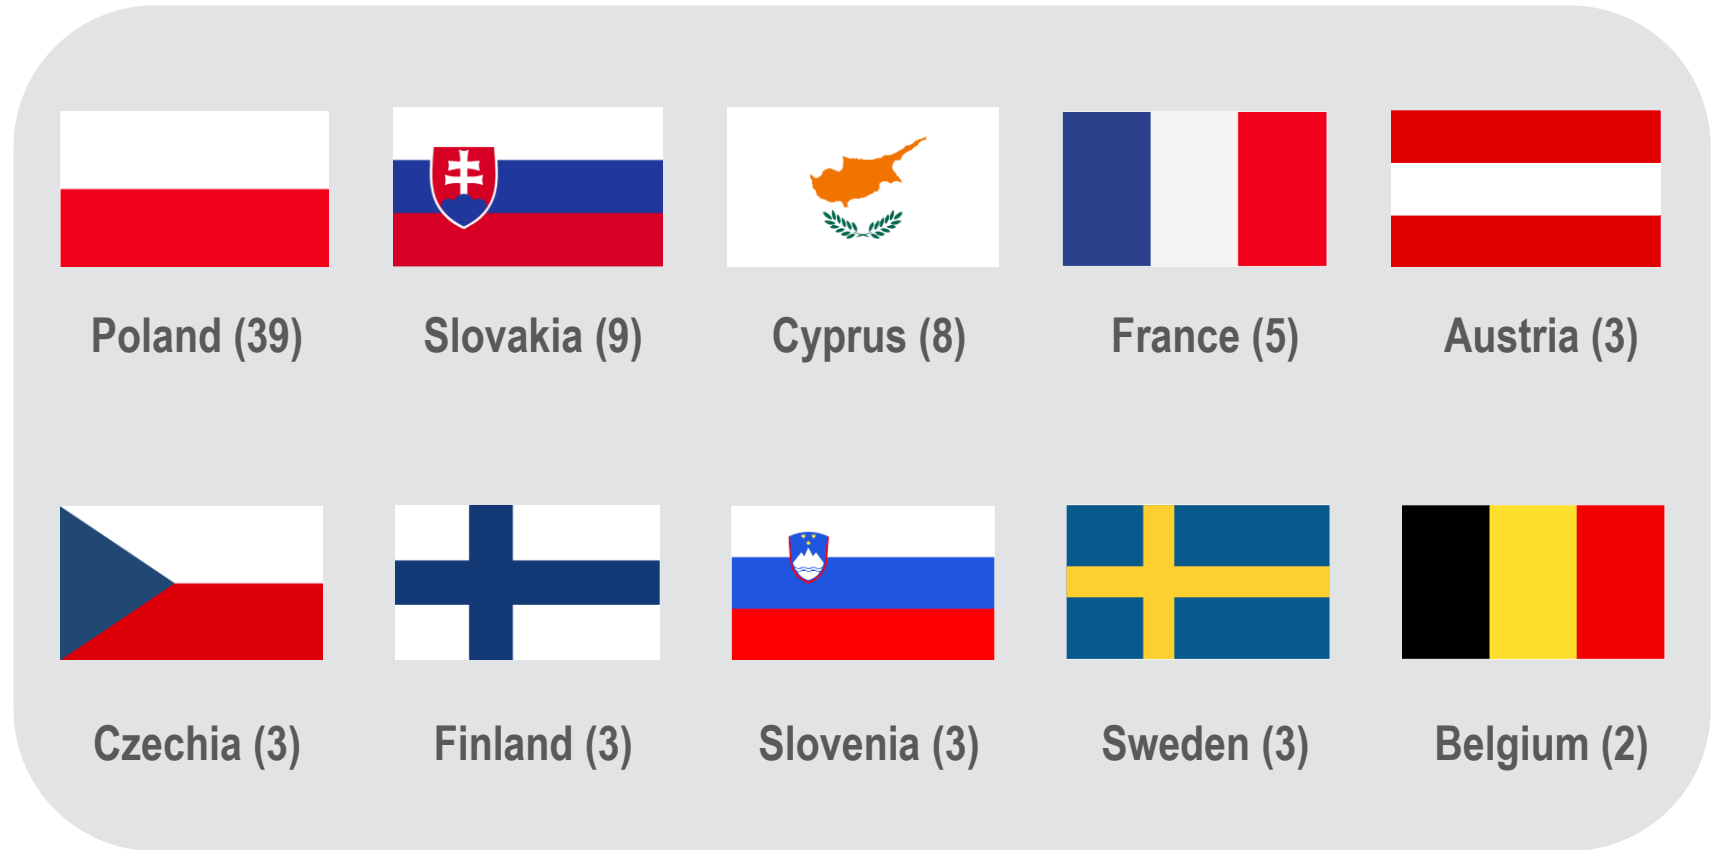 Poland (39)
Slovakia (9)
Cyprus (8)
France (5)
Austria (3)
Czechia (3)
Finland (3)
Slovenia (3)
Sweden (3)
Belgium (2)